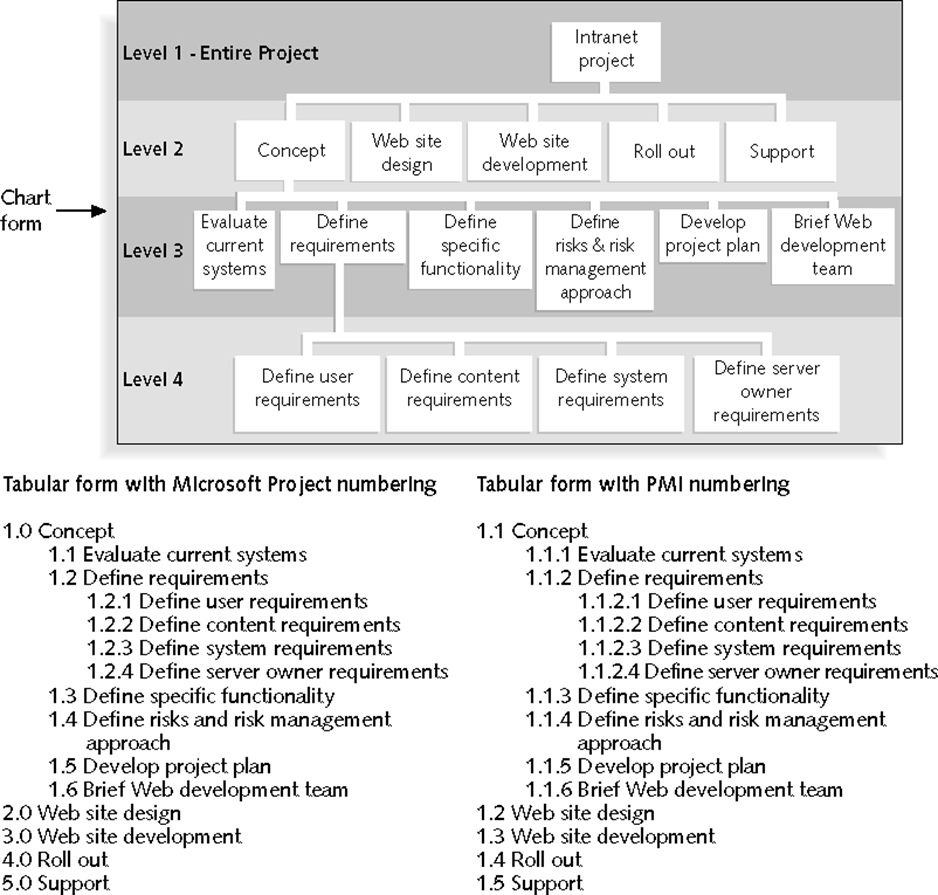 Level 1 - Entire Project
Intranet
project
Level 2
Concept
Web site
design
Web site
development
Roll out
Support
Chart
form
Level 3
Evaluate
current
systems
Define
requirements
Define
specific
functionality
Define
risks & risk
management
approach
Develop
project plan
Brief Web
development
team
Level 4
Define user
requirements
Define content
requirements
Define system
requirements
Define server
owner
requirements
Tabular form with Microsoft Project numbering
1.0 Concept
1.1 Evaluate current systems
1.2 Define requirements
1.2.1 Define user requirements
1.2.2 Define content requirements
1.2.3 Define system requirements
1.2.4 Define server owner requirements
1.3 Define specific functionality
1.4 Define risks and risk management
approach
1.5 Develop project plan
1.6 Brief Web development team
2.0 Web site design
3.0 Web site development
4.0 Roll out
5.0 Support
Tabular form with PMI numbering
1.1 Concept
1.1.1 Evaluate current systems
1.1.2 Define requirements
1.1.2.1 Define user requirements
1.1.2.2 Define content requirements
1.1.2.3 Define system requirements
1.1.2.4 Define server owner requirements
1.1.3 Define specific functionality
1.1.4 Define risks and risk management
approach
1.1.5 Develop project plan
1.1.6 Brief Web development team
1.2 Web site design
1.3 Web site development
1.4 Roll out
1.5 Support